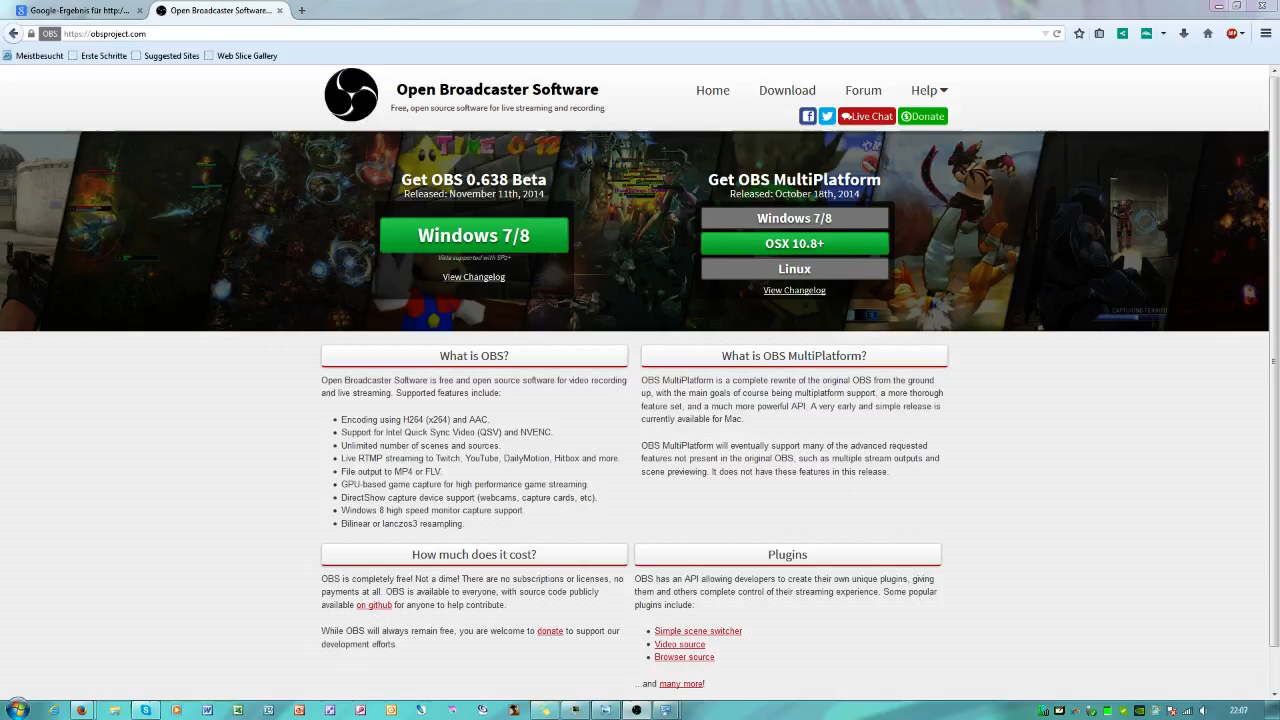 Google-Ergebnis für http:/...
Open Broadcaster Software...
OBS
https://obsproject.com
Meistbesucht
Erste Schritte
Suggested Sites
Web Slice Gallery
Open Broadcaster Software
Free, open source software for live streaming and recording
Home Download Forum Help
Live Chat Donate
Get OBS 0.638 Beta
Released: November 11th, 2014
Windows 7/8
Vista supported with SP2+
View Changelog
Get OBS MultiPlatform
Released: October 18th, 2014
Windows 7/8
OSX 10.8+
Linux
View Changelog
What is OBS?
Open Broadcaster Software is free and open source software for video recording
and live streaming. Supported features include:
Encoding using H264 (x264) and AAC.
Support for Intel Quick Sync Video (QSV) and NVENC.
Unlimited number of scenes and sources.
Live RTMP streaming to Twitch, YouTube, DailyMotion, Hitbox and more.
File output to MP4 or FLV.
GPU-based game capture for high performance game streaming.
DirectShow capture device support (webcams, capture cards, etc).
Windows 8 high speed monitor capture support.
Bilinear or lanczos3 resampling.
What is OBS MultiPlatform?
OBS MultiPlatform is a complete rewrite of the original OBS from the ground
up, with the main goals of course being multiplatform support, a more thorough
feature set, and a much more powerful API. A very early and simple release is
currently available for Mac.
OBS MultiPlatform will eventually support many of the advanced requested
features not present in the original OBS, such as multiple stream outputs and
scene previewing. It does not have these features in this release.
How much does it cost?
OBS is completely free! Not a dime! There are no subscriptions or licenses, no
payments at all. OBS is available to everyone, with source code publicly
available on github for anyone to help contribute.
While OBS will always remain free, you are welcome to donate to support our
development efforts.
Plugins
OBS has an API allowing developers to create their own unique plugins, giving
them and others complete control of their streaming experience. Some popular
plugins include:
Simple scene switcher
Video source
Browser source
...and many more!
22:07